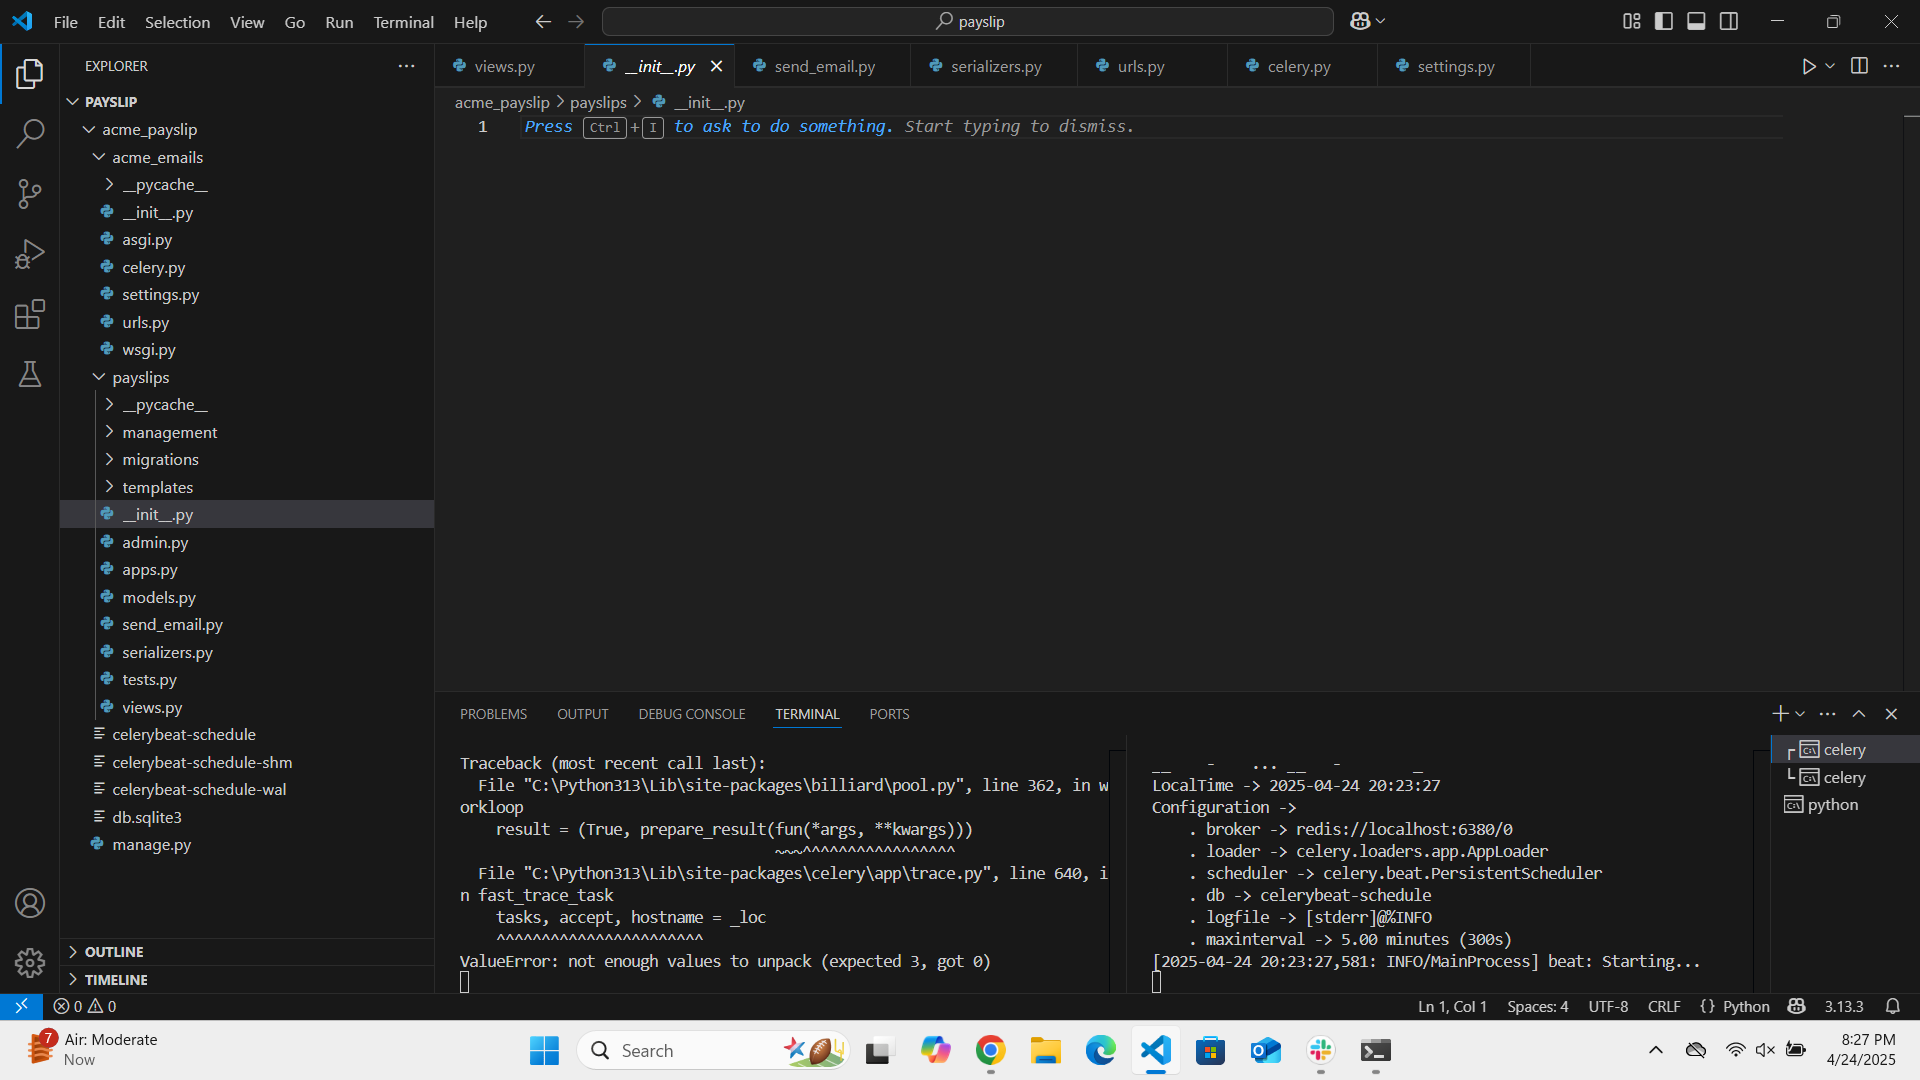 File Edit Selection View Go Run Terminal Help
payslip
EXPLORER
PAYSLIP
acme_payslip
acme_emails
__pycache__
__init__.py
asgi.py
celery.py
settings.py
urls.py
wsgi.py
payslips
__pycache__
management
migrations
templates
__init__.py
admin.py
apps.py
models.py
send_email.py
serializers.py
tests.py
views.py
celerybeat-schedule
celerybeat-schedule-shm
celerybeat-schedule-wal
db.sqlite3
manage.py
OUTLINE
TIMELINE
views.py __init__.py send_email.py serializers.py urls.py celery.py settings.py
acme_payslip > payslips > __init__.py
1 Press Ctrl + I to ask to do something. Start typing to dismiss.
PROBLEMS OUTPUT DEBUG CONSOLE TERMINAL PORTS
Traceback (most recent call last):
File "C:\Python313\Lib\site-packages\billiard\pool.py", line 362, in w
orkloop
result = (True, prepare_result(fun(*args, **kwargs)))
~~~^^^^^^^^^^^^^^^^^
File "C:\Python313\Lib\site-packages\celery\app\trace.py", line 640, i
n fast_trace_task
tasks, accept, hostname = _loc
^^^^^^^^^^^^^^^^^^^^^^^
ValueError: not enough values to unpack (expected 3, got 0)
__    -    ... __   -        _
LocalTime -> 2025-04-24 20:23:27
Configuration ->
. broker -> redis://localhost:6380/0
. loader -> celery.loaders.app.AppLoader
. scheduler -> celery.beat.PersistentScheduler
. db -> celerybeat-schedule
. logfile -> [stderr]@%INFO
. maxinterval -> 5.00 minutes (300s)
[2025-04-24 20:23:27,581: INFO/MainProcess] beat: Starting...
celery
celery
python
0 0
Ln 1, Col 1 Spaces: 4 UTF-8 CRLF {} Python 3.13.3
7
Air: Moderate
Now
Search
8:27 PM
4/24/2025